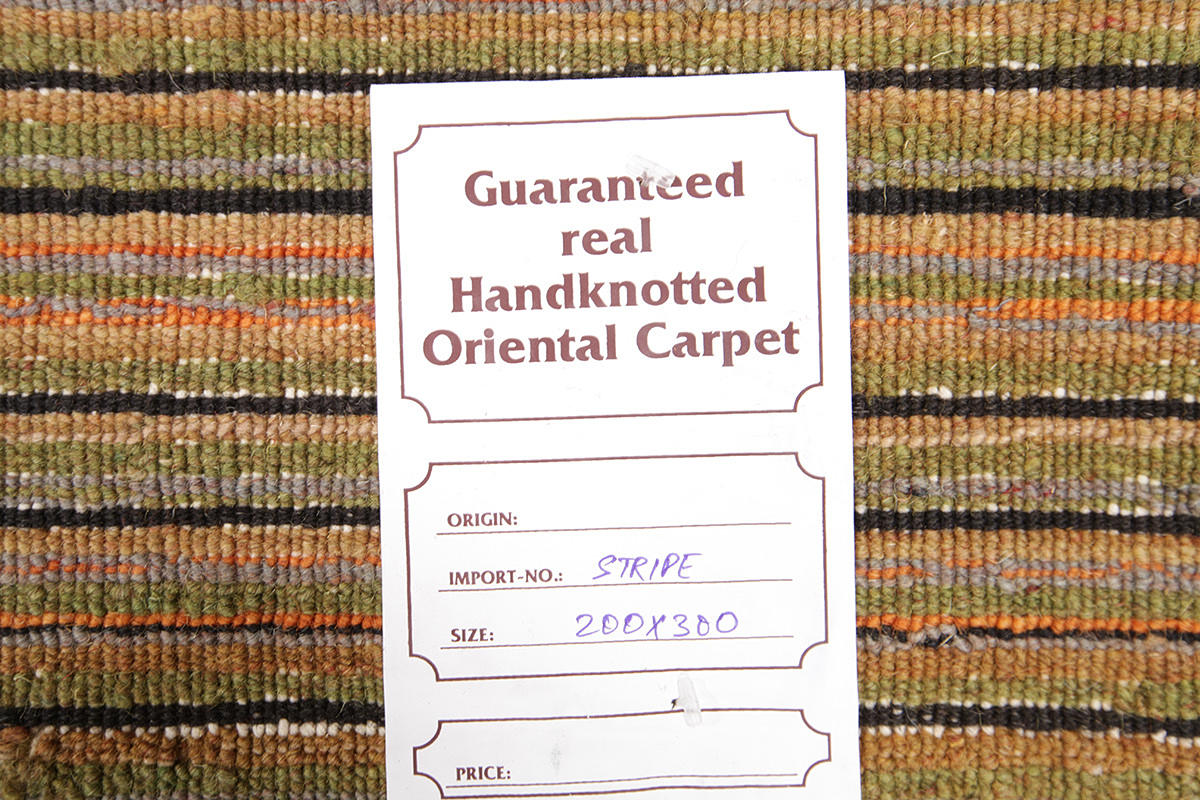 Guaranteed
real
Handknotted
Oriental Carpet
ORIGIN:
IMPORT-NO.: STRIPE
SIZE: 200X300
PRICE: